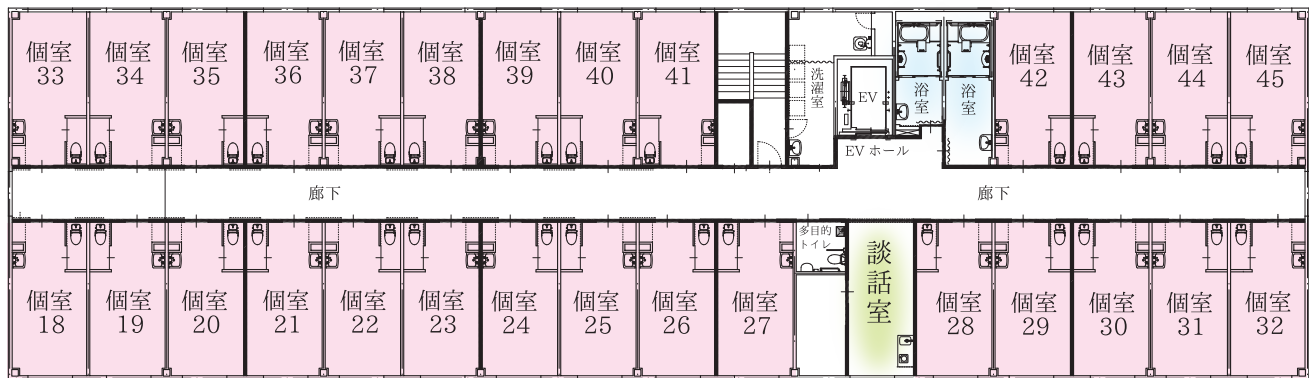 個室
33
個室
34
個室
35
個室
36
個室
37
個室
38
個室
39
個室
40
個室
41
洗濯室
EV
浴室
浴室
個室
42
個室
43
個室
44
個室
45
EVホール
廊下
廊下
個室
18
個室
19
個室
20
個室
21
個室
22
個室
23
個室
24
個室
25
個室
26
個室
27
多目的
トイレ
談話室
個室
28
個室
29
個室
30
個室
31
個室
32